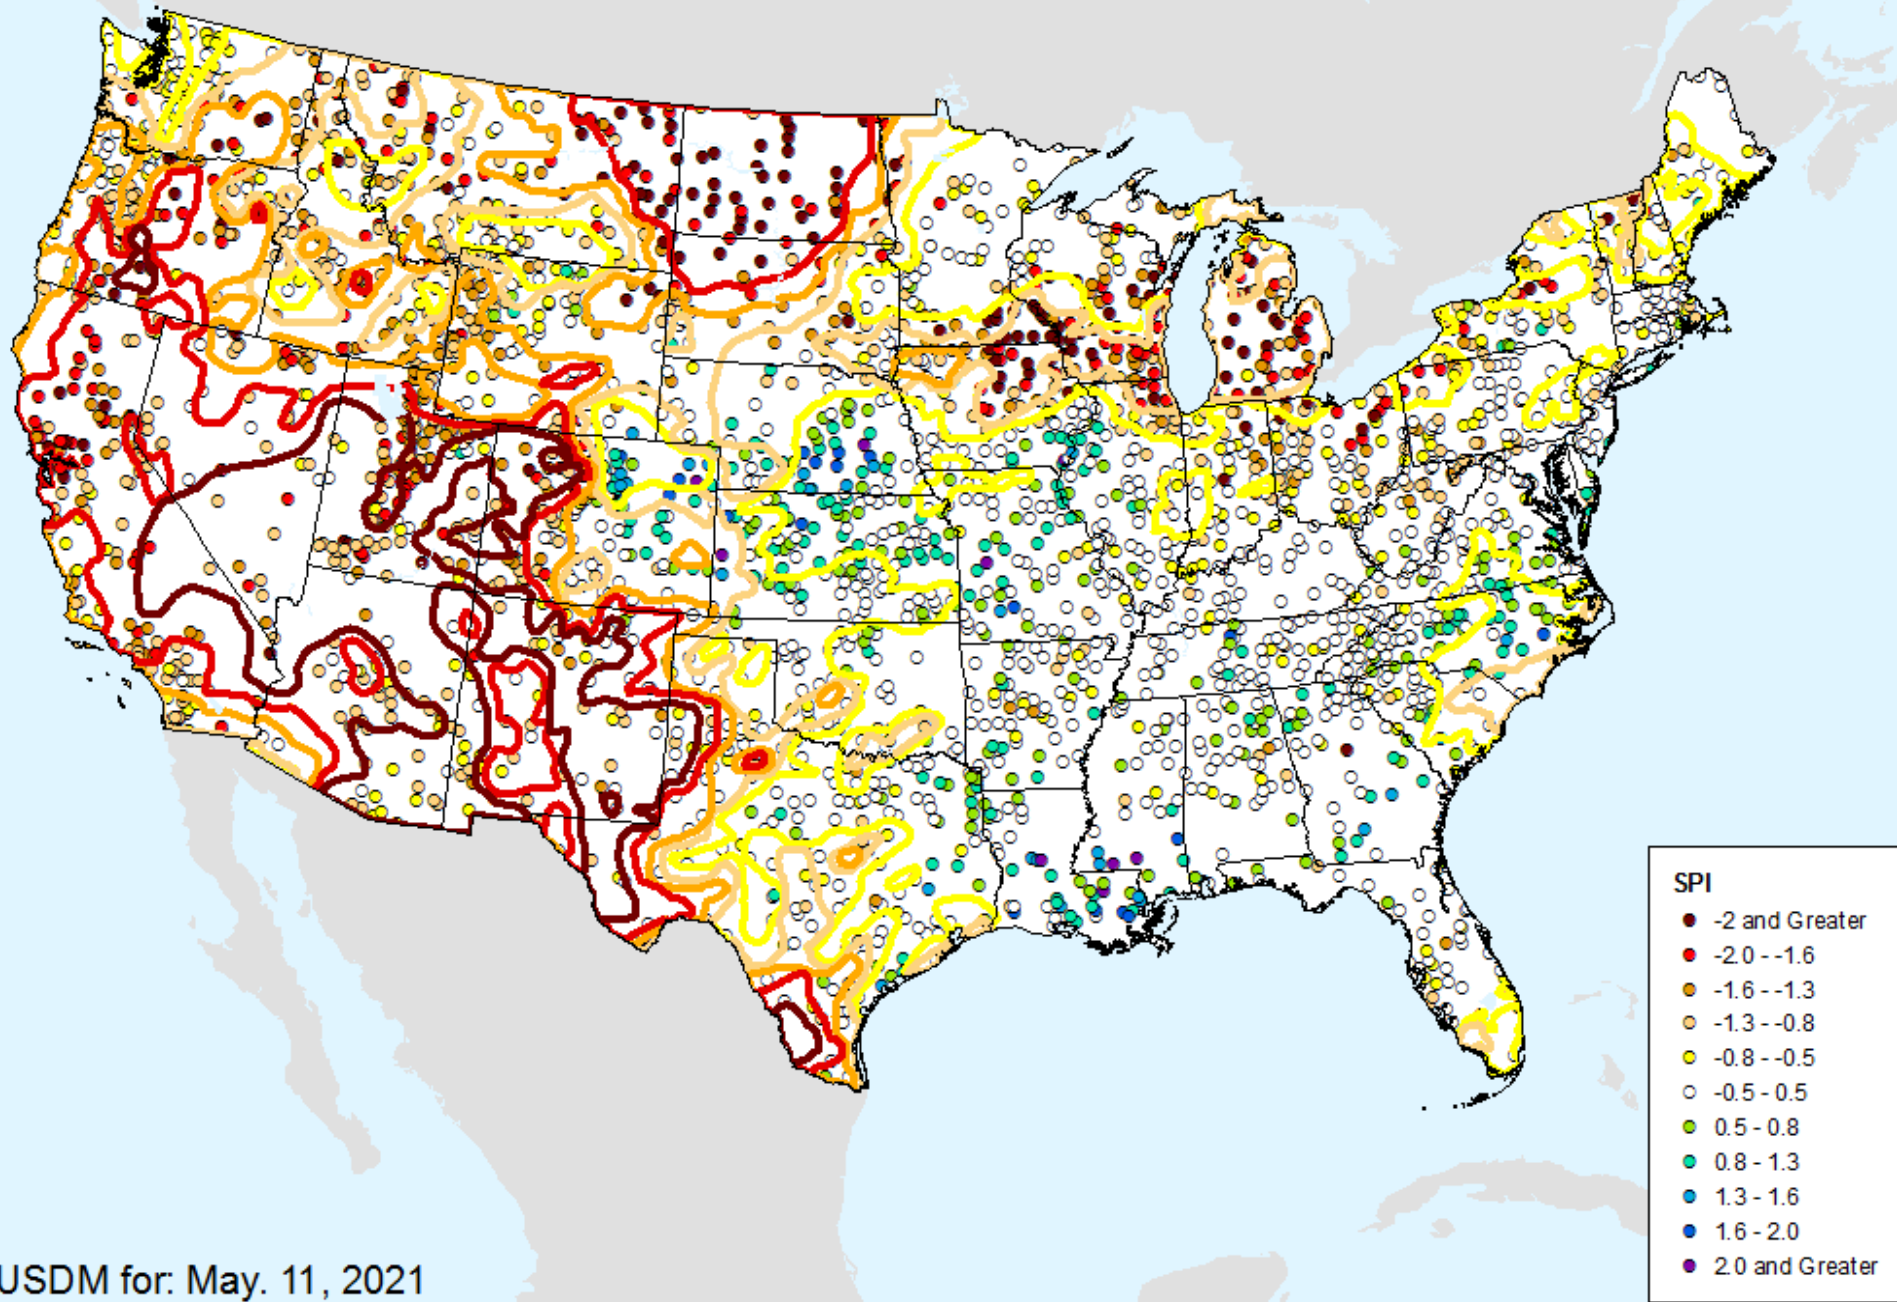 SPI
-2 and Greater
-2.0 - -1.6
-1.6 - -1.3
-1.3 - -0.8
-0.8 - -0.5
-0.5 - 0.5
0.5 - 0.8
0.8 - 1.3
1.3 - 1.6
1.6 - 2.0
2.0 and Greater
USDM for: May. 11, 2021